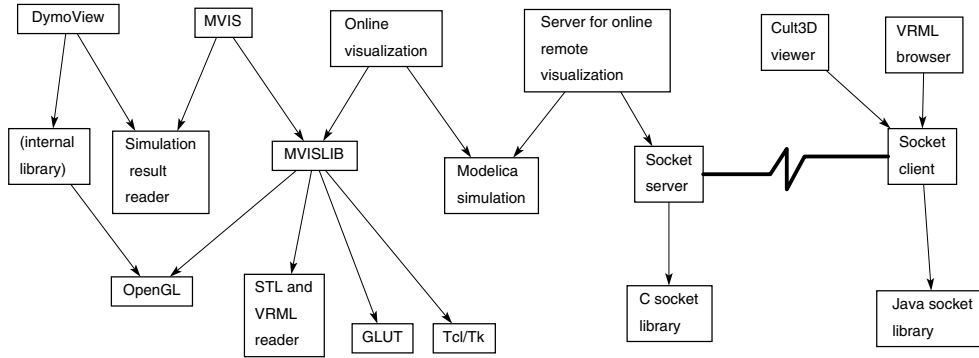 DymoView
MVIS
Online
visualization
Server for online
remote
visualization
Cult3D
viewer
VRML
browser
(internal
library)
Simulation
result
reader
MVISLIB
Modelica
simulation
Socket
server
Socket
client
OpenGL
STL and
VRML
reader
GLUT
Tcl/Tk
C socket
library
Java socket
library